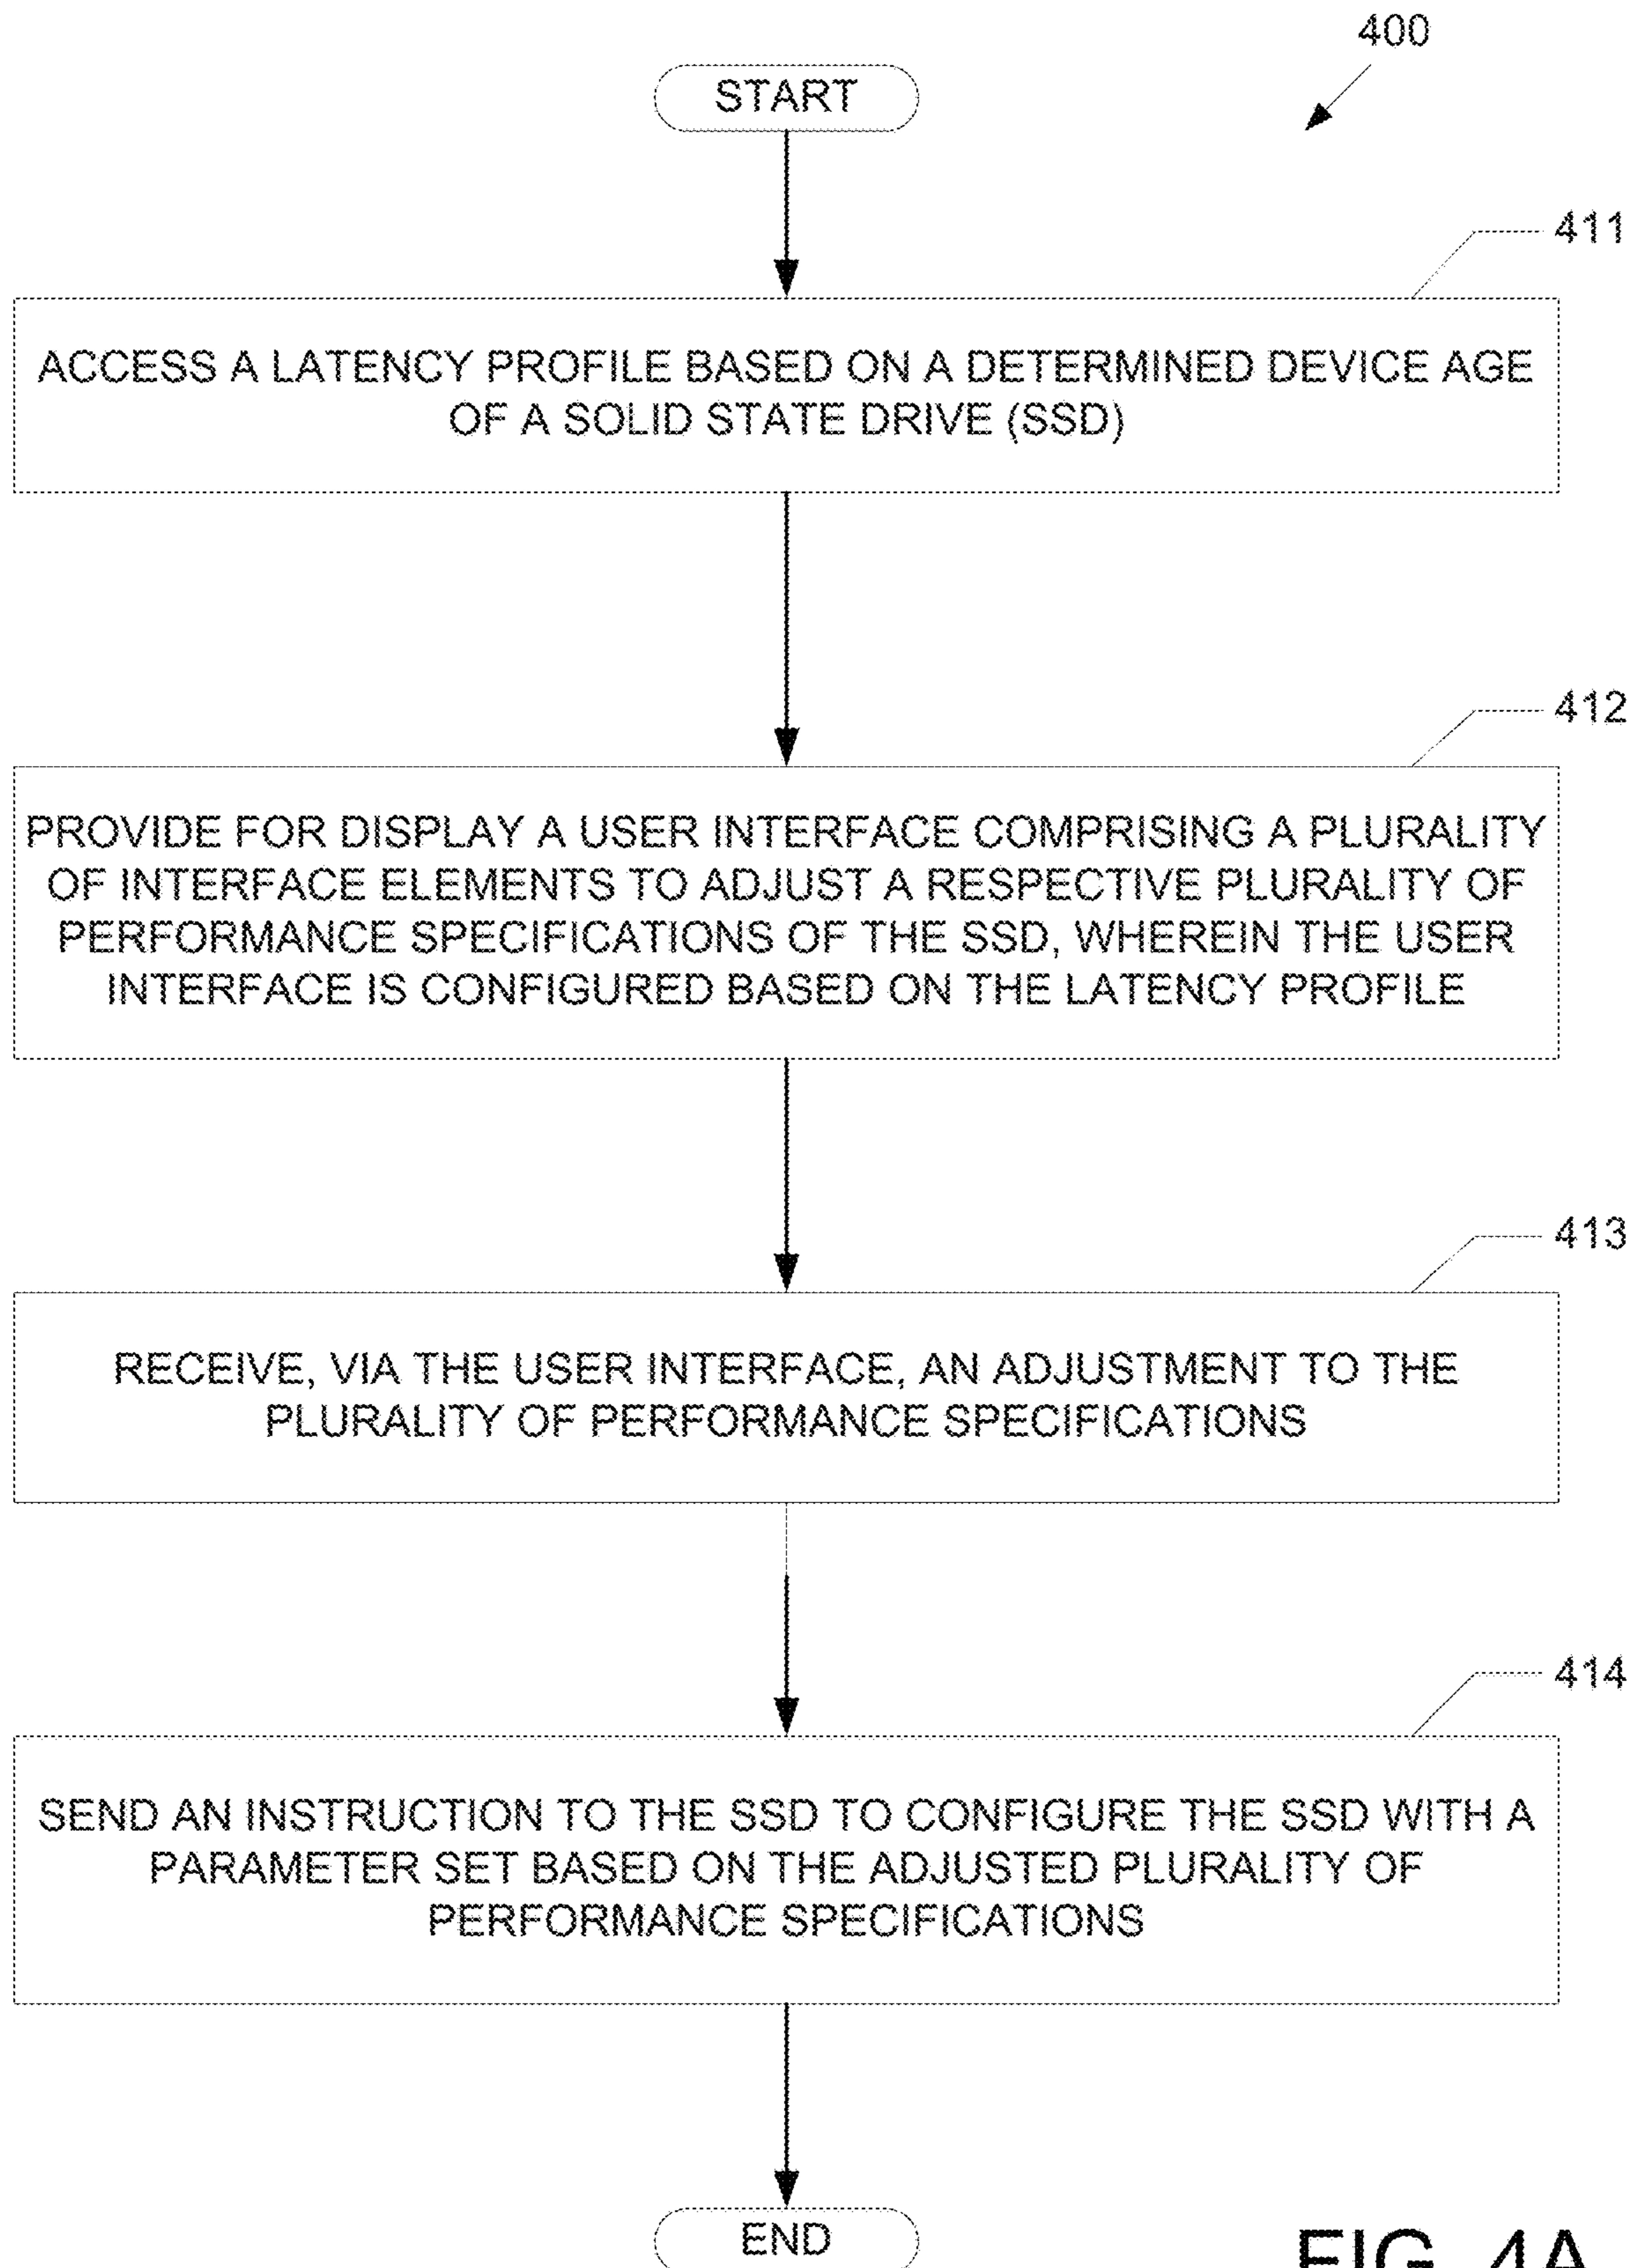 400
START
411
ACCESS A LATENCY PROFILE BASED ON A DETERMINED DEVICE AGE
OF A SOLID STATE DRIVE (SSD)
412
PROVIDE FOR DISPLAY A USER INTERFACE COMPRISING A PLURALITY
OF INTERFACE ELEMENTS TO ADJUST A RESPECTIVE PLURALITY OF
PERFORMANCE SPECIFICATIONS OF THE SSD, WHEREIN THE USER
INTERFACE IS CONFIGURED BASED ON THE LATENCY PROFILE
413
RECEIVE, VIA THE USER INTERFACE, AN ADJUSTMENT TO THE
PLURALITY OF PERFORMANCE SPECIFICATIONS
414
SEND AN INSTRUCTION TO THE SSD TO CONFIGURE THE SSD WITH A
PARAMETER SET BASED ON THE ADJUSTED PLURALITY OF
PERFORMANCE SPECIFICATIONS
END
FIG. 4A